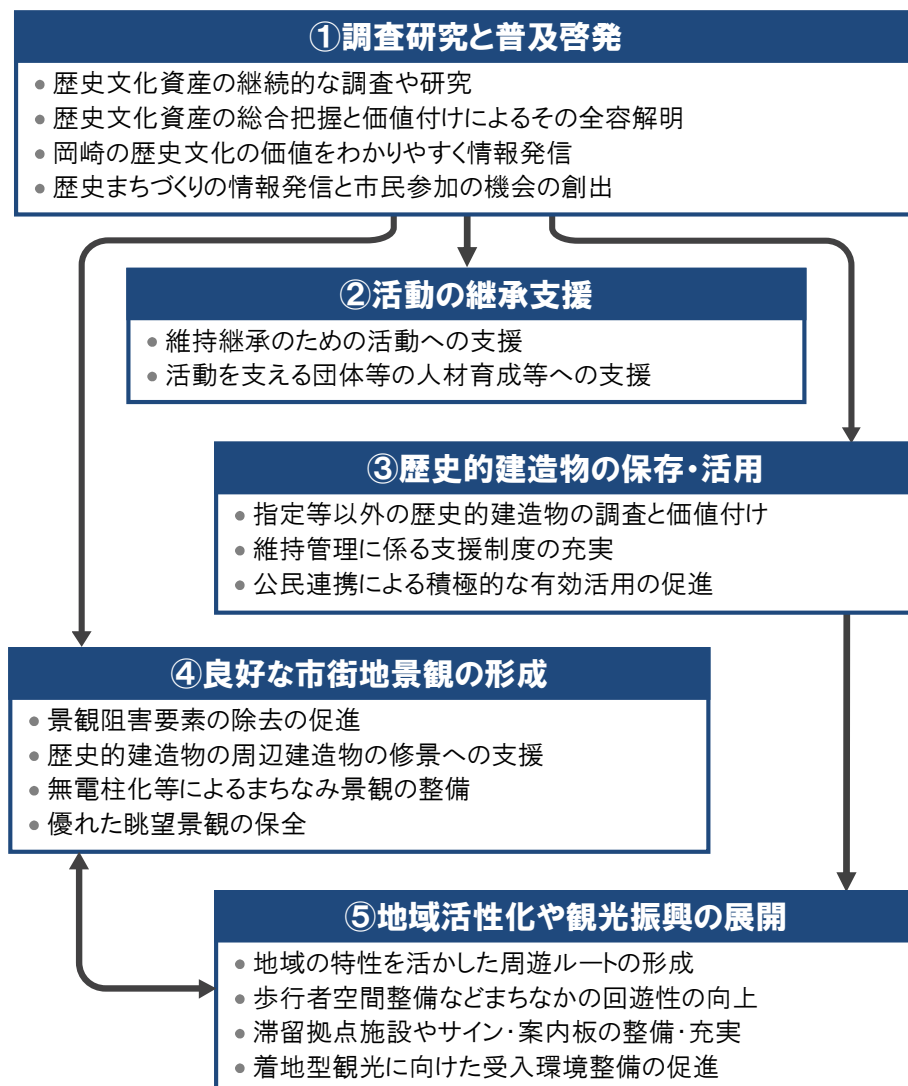 ①調査研究と普及啓発
● 歴史文化資産の継続的な調査や研究
● 歴史文化資産の総合把握と価値付けによるその全容解明
● 岡崎の歴史文化の価値をわかりやすく情報発信
● 歴史まちづくりの情報発信と市民参加の機会の創出
②活動の継承支援
● 維持継承のための活動への支援
● 活動を支える団体等の人材育成等への支援
③歴史的建造物の保存・活用
● 指定等以外の歴史的建造物の調査と価値付け
● 維持管理に係る支援制度の充実
● 公民連携による積極的な有効活用の促進
④良好な市街地景観の形成
● 景観阻害要素の除去の促進
● 歴史的建造物の周辺建造物の修景への支援
● 無電柱化等によるまちなみ景観の整備
● 優れた眺望景観の保全
⑤地域活性化や観光振興の展開
● 地域の特性を活かした周遊ルートの形成
● 歩行者空間整備などまちなかの回遊性の向上
● 滞留拠点施設やサイン・案内板の整備・充実
● 着地型観光に向けた受入環境整備の促進